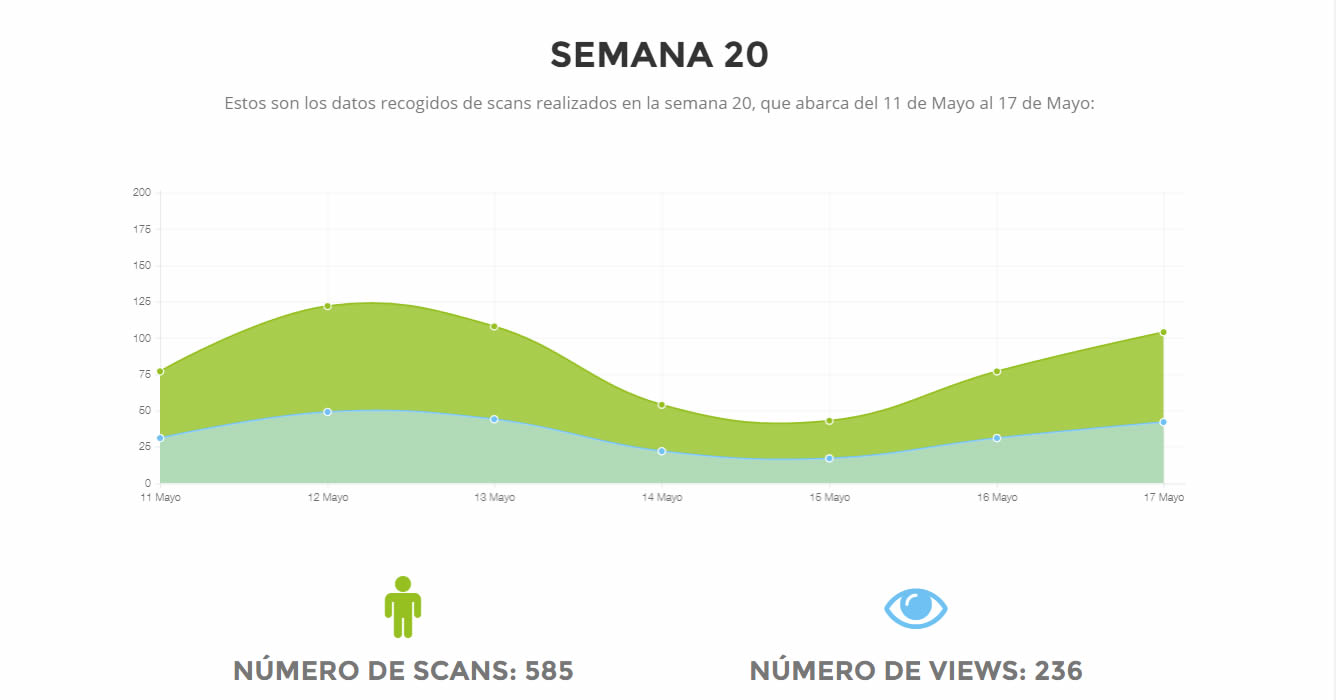 SEMANA 20
Estos son los datos recogidos de scans realizados en la semana 20, que abarca del 11 de Mayo al 17 de Mayo:
200
175
150
125
100
75
50
25
0
11 Mayo 12 Mayo 13 Mayo 14 Mayo 15 Mayo 16 Mayo 17 Mayo
NÚMERO DE SCANS: 585 NÚMERO DE VIEWS: 236